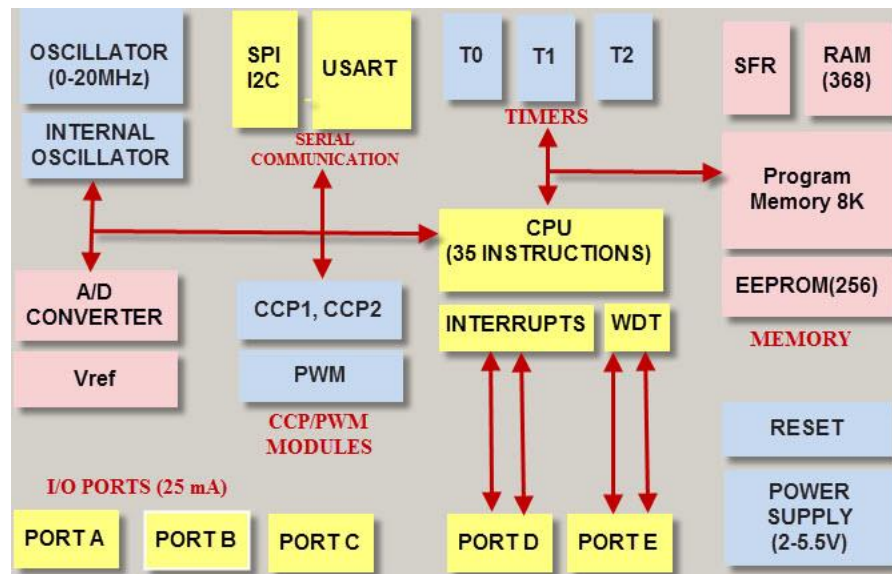 OSCILLATOR
(0-20MHz)
INTERNAL
OSCILLATOR
SPI
I2C
USART
SERIAL
COMMUNICATION
T0
T1
T2
TIMERS
SFR
RAM
(368)
Program
Memory 8K
EEPROM(256)
MEMORY
CPU
(35 INSTRUCTIONS)
A/D
CONVERTER
Vref
CCP1, CCP2
PWM
CCP/PWM
MODULES
INTERRUPTS
WDT
RESET
POWER
SUPPLY
(2-5.5V)
I/O PORTS (25 mA)
PORT A
PORT B
PORT C
PORT D
PORT E